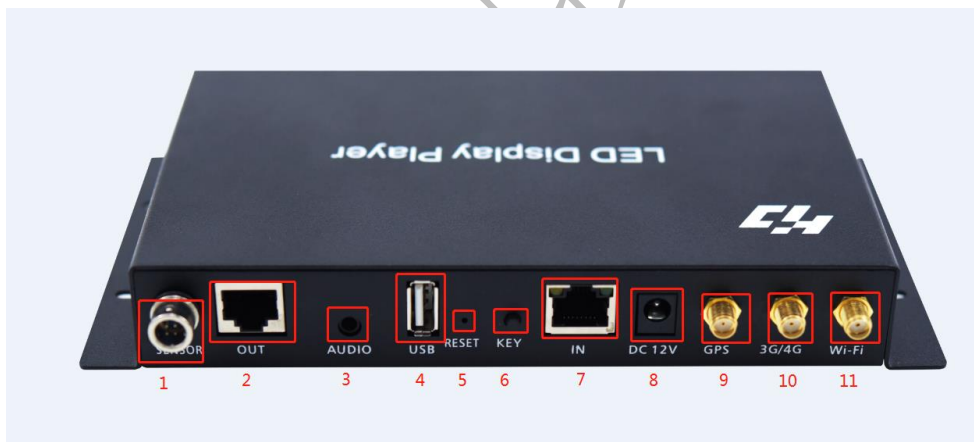 LED Display Player
SENSOR OUT AUDIO USB RESET KEY IN DC 12V GPS 3G/4G Wi-Fi
1 2 3 4 5 6 7 8 9 10 11